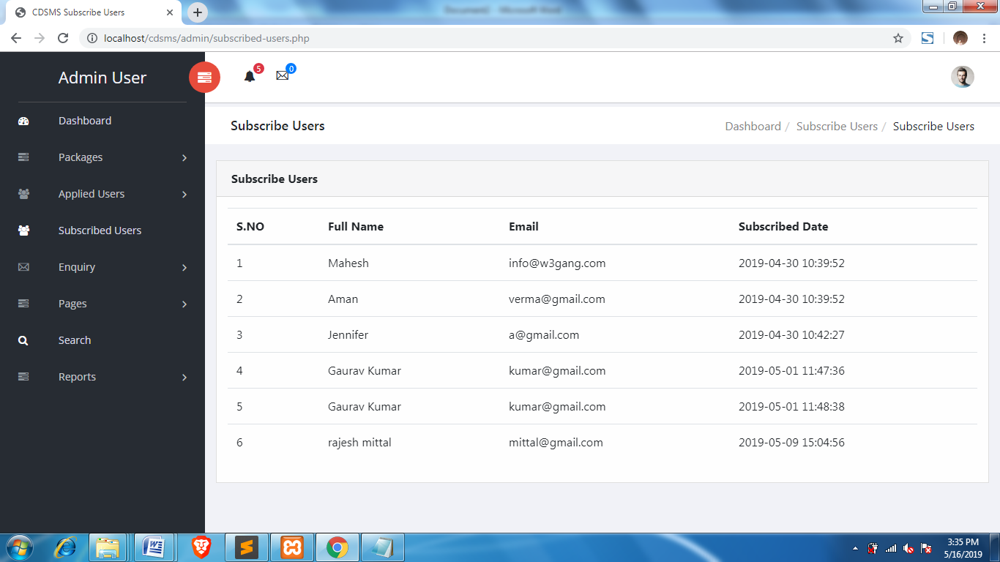 CDSMS Subscribe Users
Document2 - Microsoft Word
localhost/cdsms/admin/subscribed-users.php
Admin User
5
0
Dashboard
Packages
Applied Users
Subscribed Users
Enquiry
Pages
Search
Reports
Subscribe Users
Dashboard / Subscribe Users / Subscribe Users
Subscribe Users
S.NO Full Name Email Subscribed Date
1 Mahesh info@w3gang.com 2019-04-30 10:39:52
2 Aman verma@gmail.com 2019-04-30 10:39:52
3 Jennifer a@gmail.com 2019-04-30 10:42:27
4 Gaurav Kumar kumar@gmail.com 2019-05-01 11:47:36
5 Gaurav Kumar kumar@gmail.com 2019-05-01 11:48:38
6 rajesh mittal mittal@gmail.com 2019-05-09 15:04:56
3:35 PM
5/16/2019